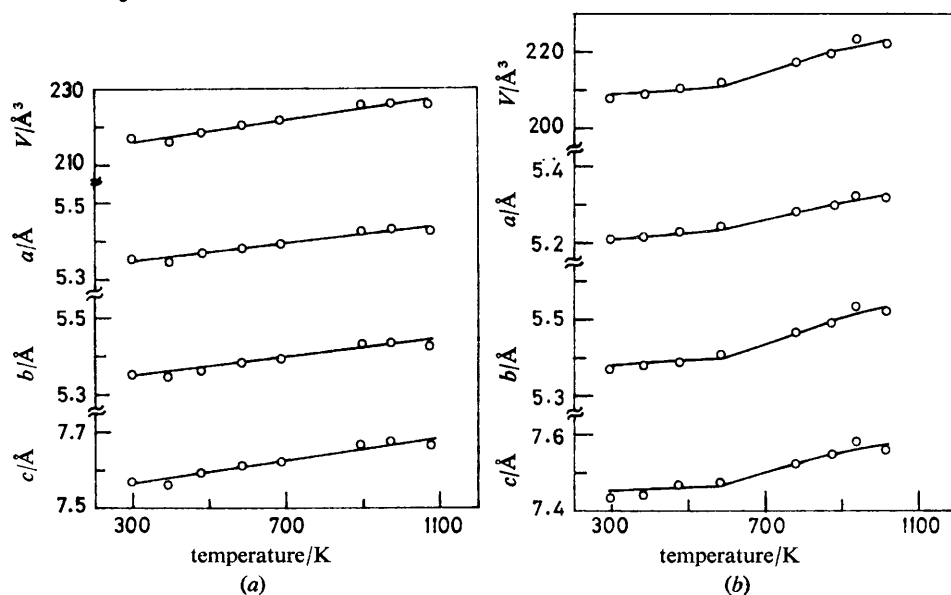 230
V/Å³
210
5.5
a/Å
5.3
5.5
b/Å
5.3
7.7
c/Å
7.5
300 700 1100
temperature/K
(a)
220
V/Å³
200
5.4
a/Å
5.2
5.5
b/Å
5.3
7.6
c/Å
7.4
300 700 1100
temperature/K
(b)